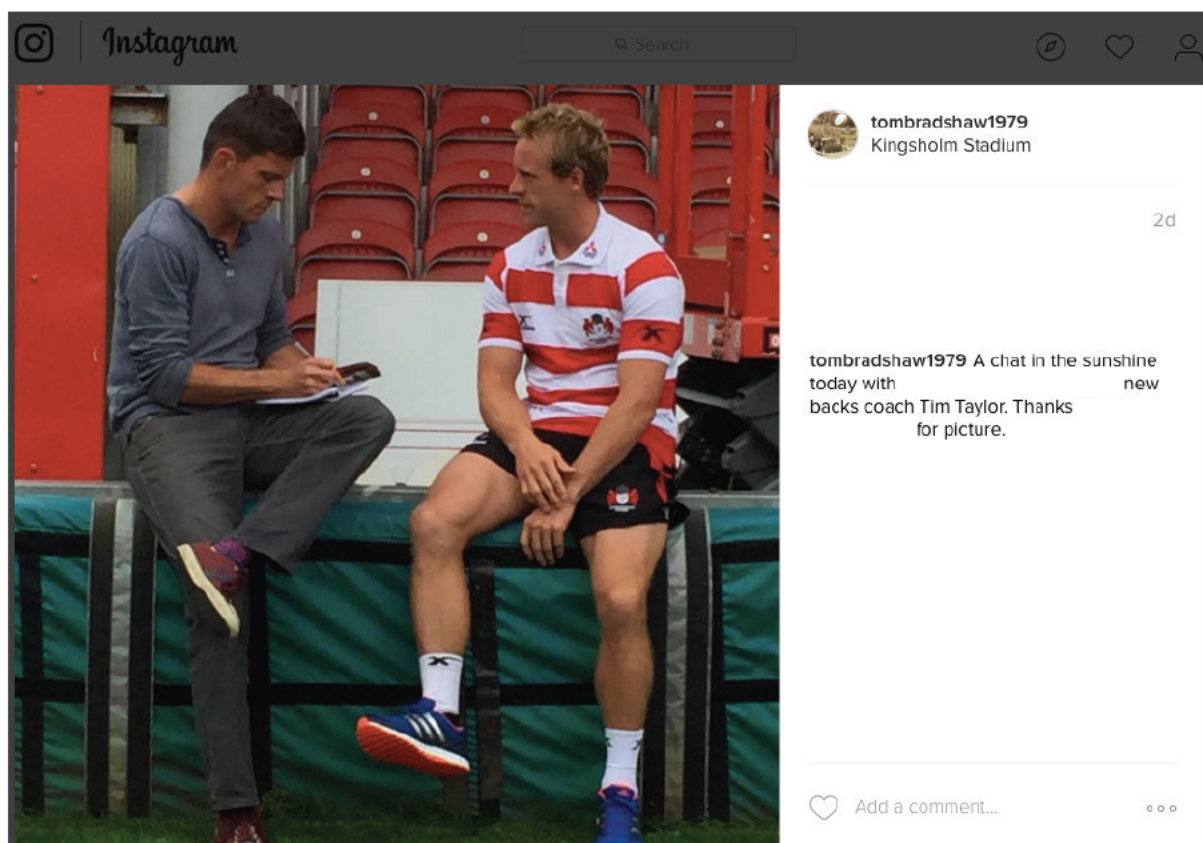 Instagram
Search
tombradshaw1979
Kingsholm Stadium
2d
tombradshaw1979 A chat in the sunshine
today with new
backs coach Tim Taylor. Thanks
for picture.
Add a comment...